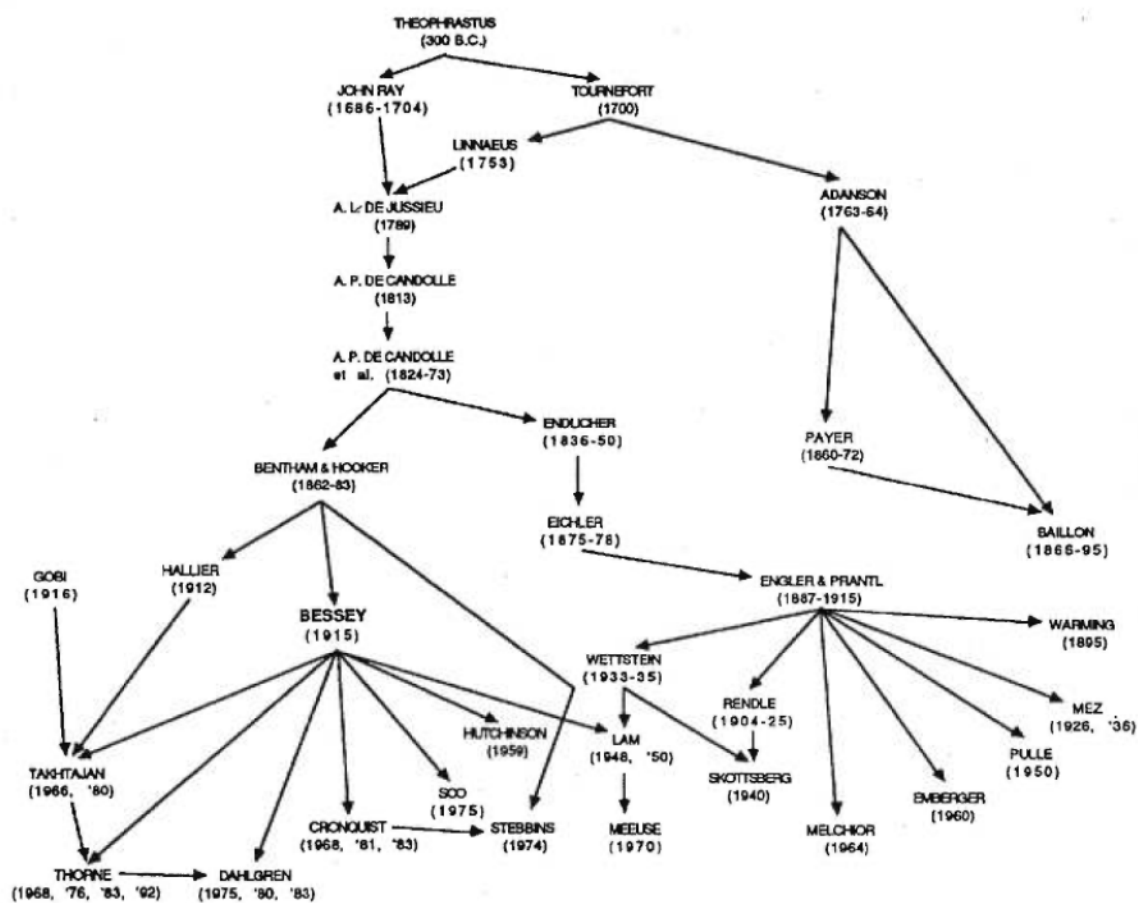 THEOPHRASTUS
(300 B.C.)
JOHN RAY
(1686-1704)
TOURNEFORT
(1700)
LINNAEUS
(1753)
A. L. DE JUSSIEU
(1789)
ADANSON
(1763-64)
A. P. DE CANDOLLE
(1813)
A. P. DE CANDOLLE
et al. (1824-73)
ENDLICHER
(1836-50)
PAYER
(1860-72)
BENTHAM & HOOKER
(1862-83)
EICHLER
(1875-78)
BAILLON
(1866-95)
GOBI
(1916)
HALLIER
(1912)
ENGLER & PRANTL
(1887-1915)
BESSEY
(1915)
WARMING
(1895)
WETTSTEIN
(1933-35)
RENDLE
(1904-25)
MEZ
(1926, '36)
HUTCHINSON
(1959)
LAM
(1948, '50)
PULLE
(1950)
TAKHTAJAN
(1966, '80)
SKOTTSBERG
(1940)
SOO
(1975)
EMBERGER
(1960)
CRONQUIST
(1968, '81, '83)
STEBBINS
(1974)
MEEUSE
(1970)
MELCHIOR
(1964)
THORNE
(1968, '76, '83, '92)
DAHLGREN
(1975, '80, '83)